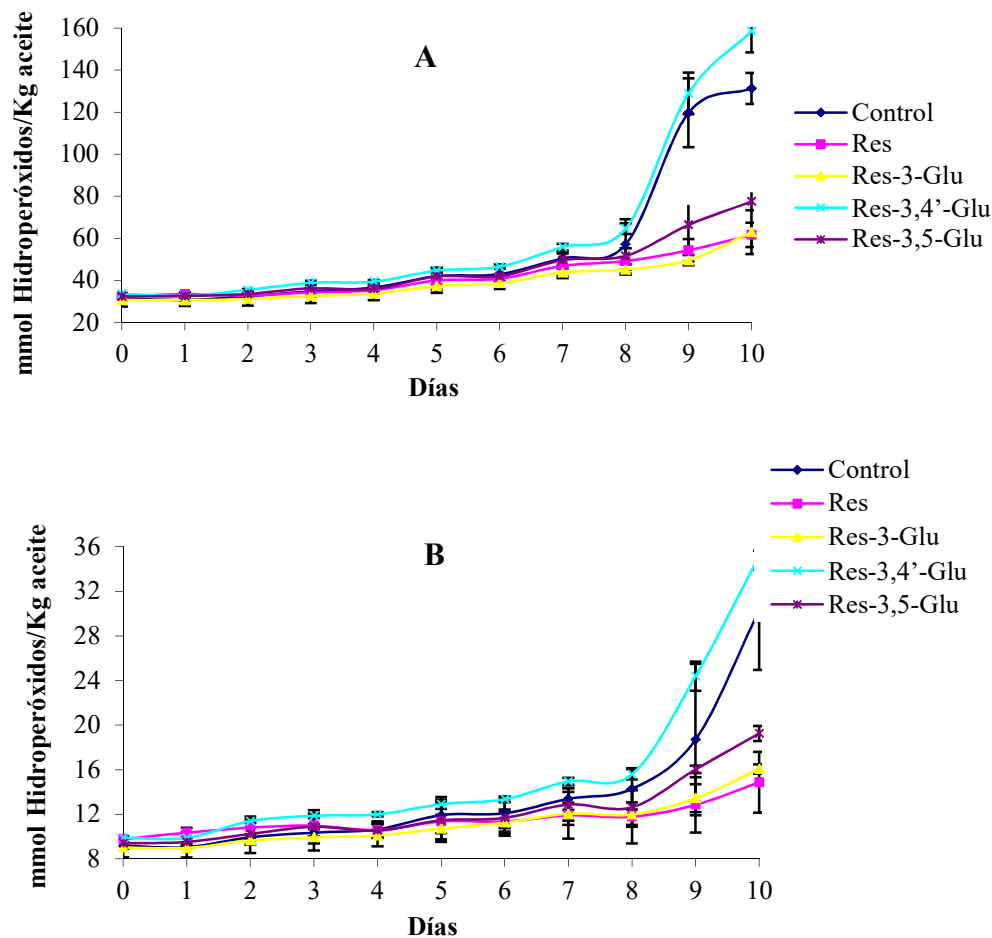 mmol Hidroperóxidos/Kg aceite
A
160
140
120
100
80
60
40
20
0 1 2 3 4 5 6 7 8 9 10
Días
Control
Res
Res-3-Glu
Res-3,4’-Glu
Res-3,5-Glu
mmol Hidroperóxidos/Kg aceite
B
36
32
28
24
20
16
12
8
0 1 2 3 4 5 6 7 8 9 10
Días
Control
Res
Res-3-Glu
Res-3,4’-Glu
Res-3,5-Glu